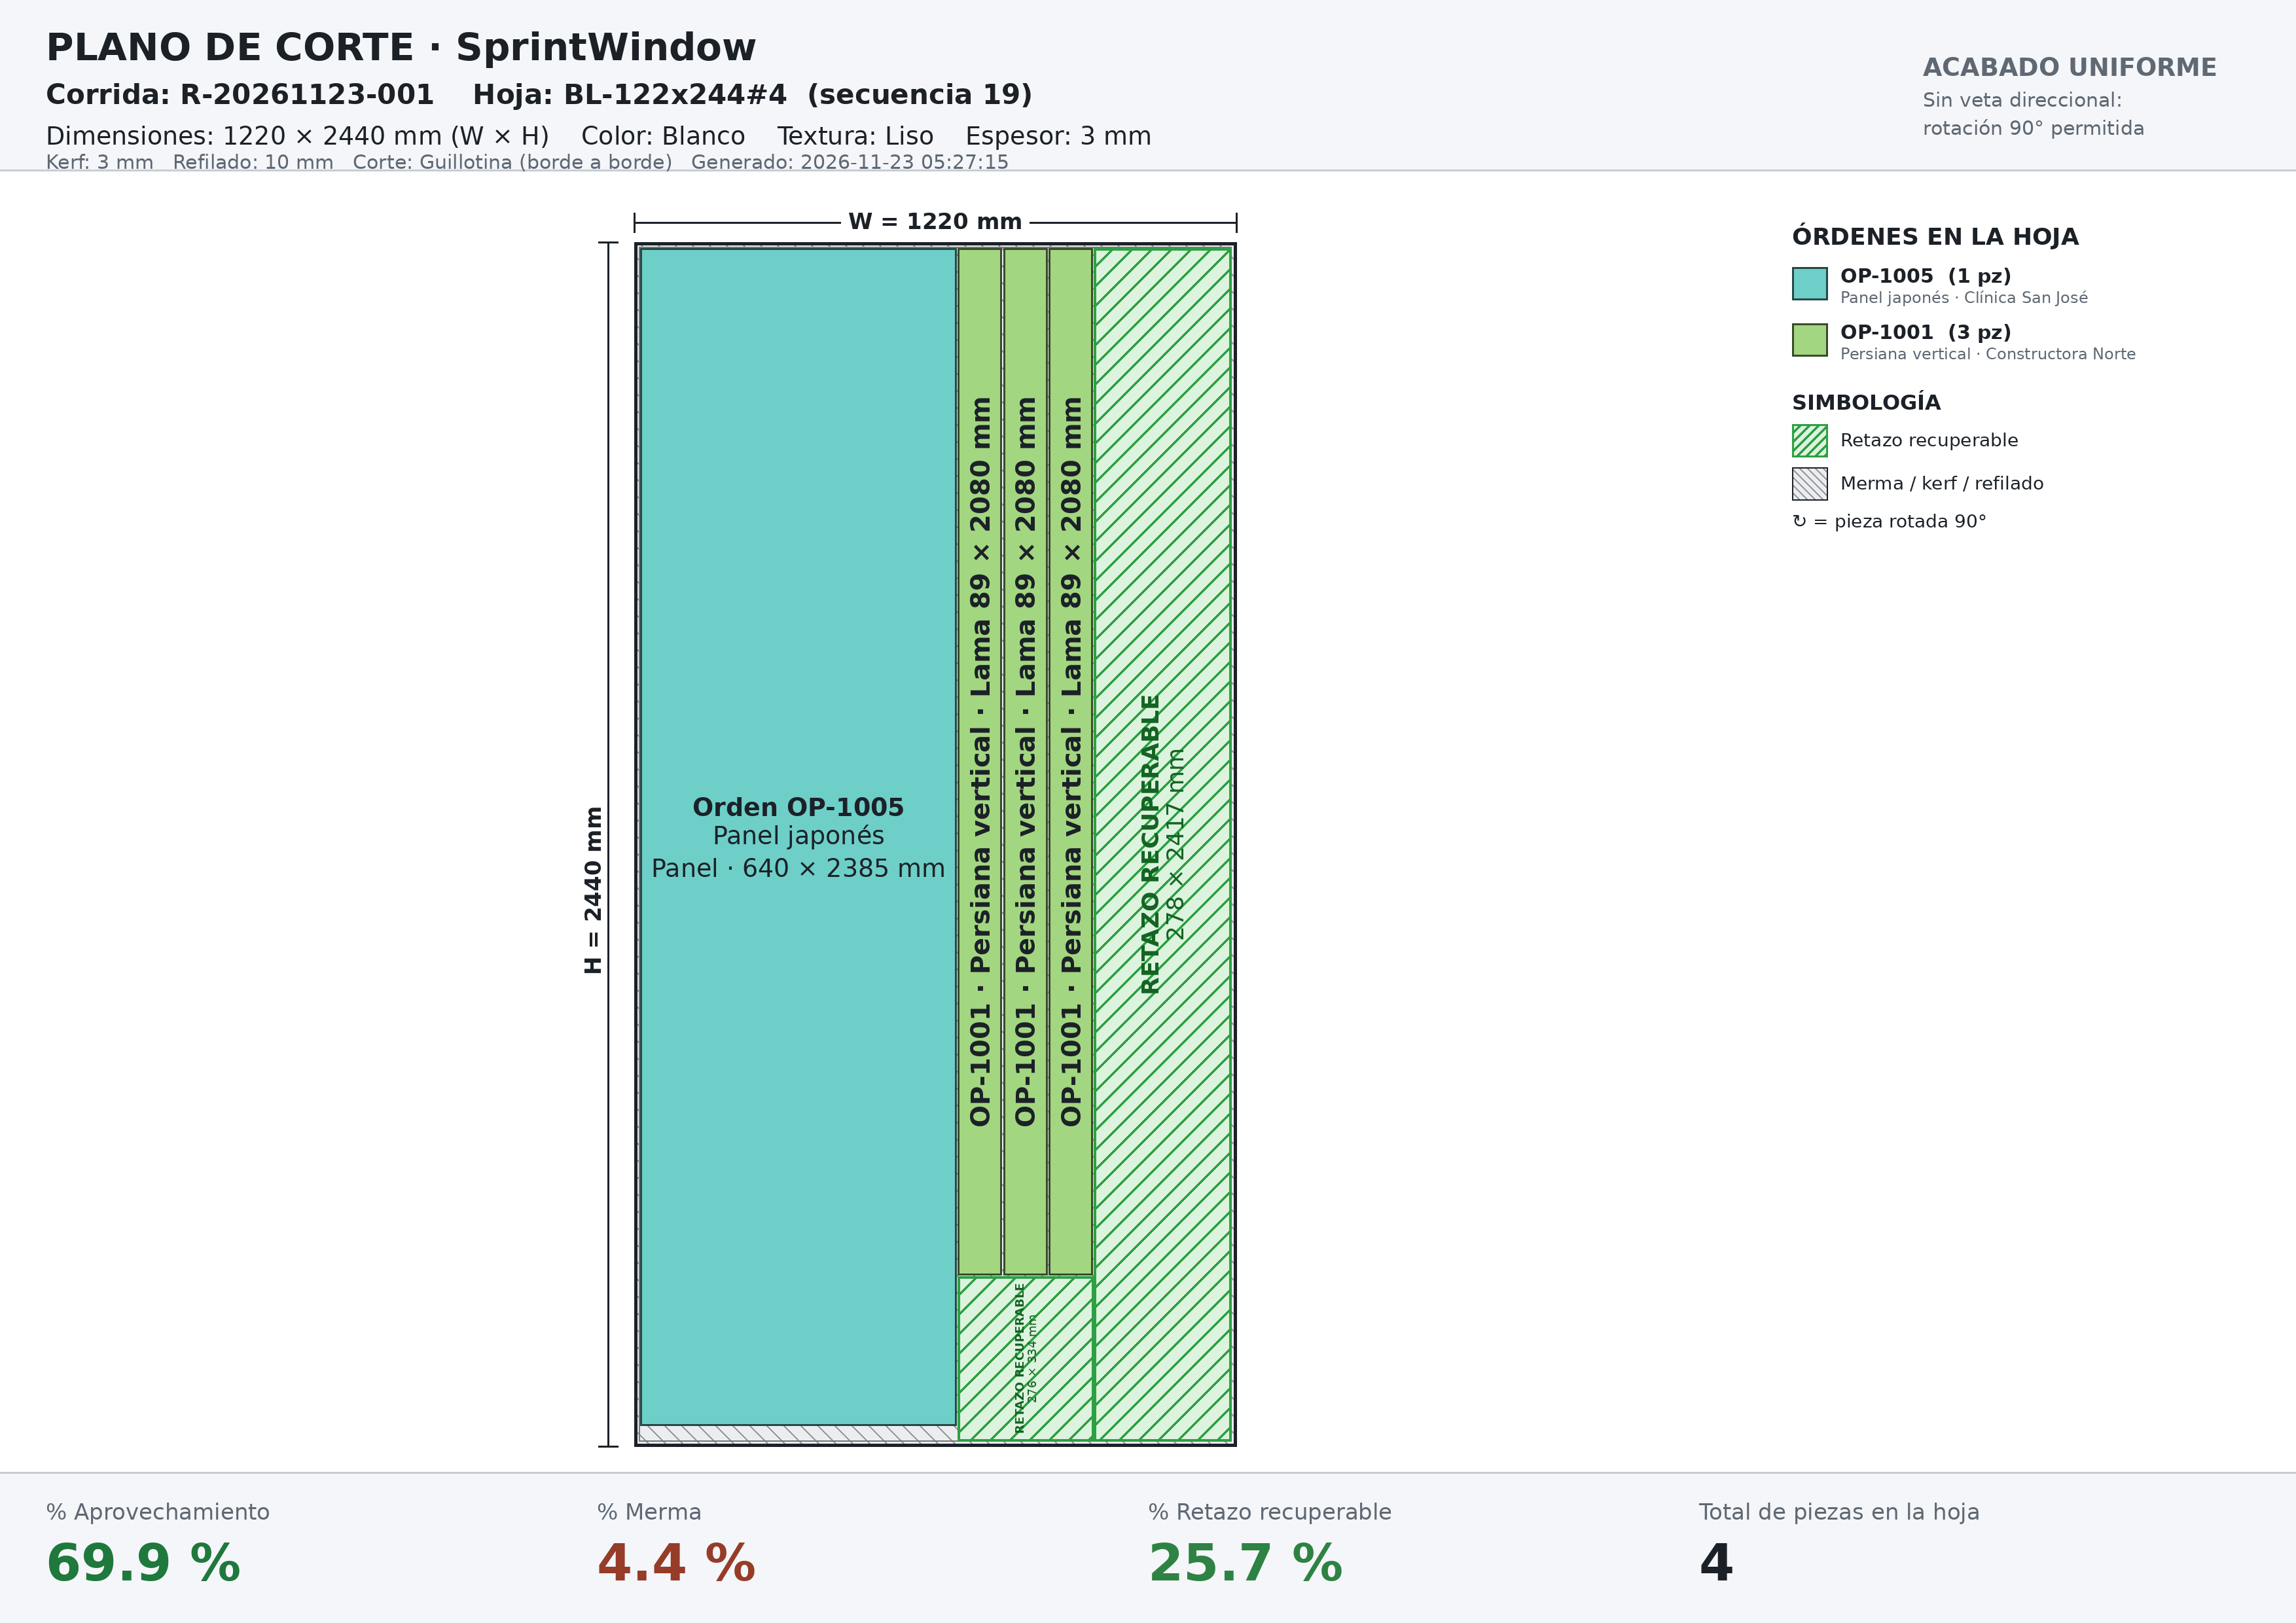 PLANO DE CORTE · SprintWindow
Corrida: R-20261123-001    Hoja: BL-122x244#4  (secuencia 19)
Dimensiones: 1220 × 2440 mm (W × H)    Color: Blanco    Textura: Liso    Espesor: 3 mm
Kerf: 3 mm   Refilado: 10 mm   Corte: Guillotina (borde a borde)   Generado: 2026-11-23 05:27:15
ACABADO UNIFORME
Sin veta direccional:
rotación 90° permitida
W = 1220 mm
H = 2440 mm
Orden OP-1005
Panel japonés
Panel · 640 × 2385 mm
OP-1001 · Persiana vertical · Lama 89 × 2080 mm
OP-1001 · Persiana vertical · Lama 89 × 2080 mm
OP-1001 · Persiana vertical · Lama 89 × 2080 mm
RETAZO RECUPERABLE
278 × 2417 mm
RETAZO RECUPERABLE
276 × 334 mm
ÓRDENES EN LA HOJA
OP-1005  (1 pz)
Panel japonés · Clínica San José
OP-1001  (3 pz)
Persiana vertical · Constructora Norte
SIMBOLOGÍA
Retazo recuperable
Merma / kerf / refilado
↻ = pieza rotada 90°
% Aprovechamiento
69.9 %
% Merma
4.4 %
% Retazo recuperable
25.7 %
Total de piezas en la hoja
4